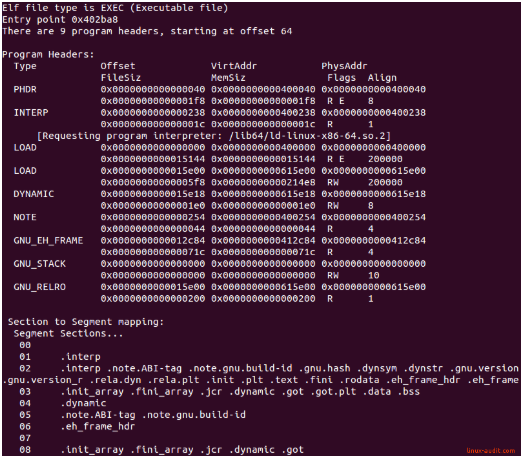 Elf file type is EXEC (Executable file)
Entry point 0x402ba8
There are 9 program headers, starting at offset 64
Program Headers:
Type Offset VirtAddr PhysAddr
FileSiz MemSiz Flags Align
PHDR 0x0000000000000040 0x0000000000400040 0x0000000000400040
0x00000000000001f8 0x00000000000001f8 R E 8
INTERP 0x0000000000000238 0x0000000000400238 0x0000000000400238
0x000000000000001c 0x000000000000001c R 1
[Requesting program interpreter: /lib64/ld-linux-x86-64.so.2]
LOAD 0x0000000000000000 0x0000000000400000 0x0000000000400000
0x0000000000015144 0x0000000000015144 R E 200000
LOAD 0x0000000000015e00 0x0000000000615e00 0x0000000000615e00
0x00000000000005f8 0x00000000000214e8 RW 200000
DYNAMIC 0x0000000000015e18 0x0000000000615e18 0x0000000000615e18
0x00000000000001e0 0x00000000000001e0 RW 8
NOTE 0x0000000000000254 0x0000000000400254 0x0000000000400254
0x0000000000000044 0x0000000000000044 R 4
GNU_EH_FRAME 0x0000000000012c84 0x0000000000412c84 0x0000000000412c84
0x000000000000071c 0x000000000000071c R 4
GNU_STACK 0x0000000000000000 0x0000000000000000 0x0000000000000000
0x0000000000000000 0x0000000000000000 RW 10
GNU_RELRO 0x0000000000015e00 0x0000000000615e00 0x0000000000615e00
0x0000000000000200 0x0000000000000200 R 1
Section to Segment mapping:
Segment Sections...
00
01 .interp
02 .interp .note.ABI-tag .note.gnu.build-id .gnu.hash .dynsym .dynstr .gnu.version
.gnu.version_r .rela.dyn .rela.plt .init .plt .text .fini .rodata .eh_frame_hdr .eh_frame
03 .init_array .fini_array .jcr .dynamic .got .got.plt .data .bss
04 .dynamic
05 .note.ABI-tag .note.gnu.build-id
06 .eh_frame_hdr
07
08 .init_array .fini_array .jcr .dynamic .got
linux-audit.com